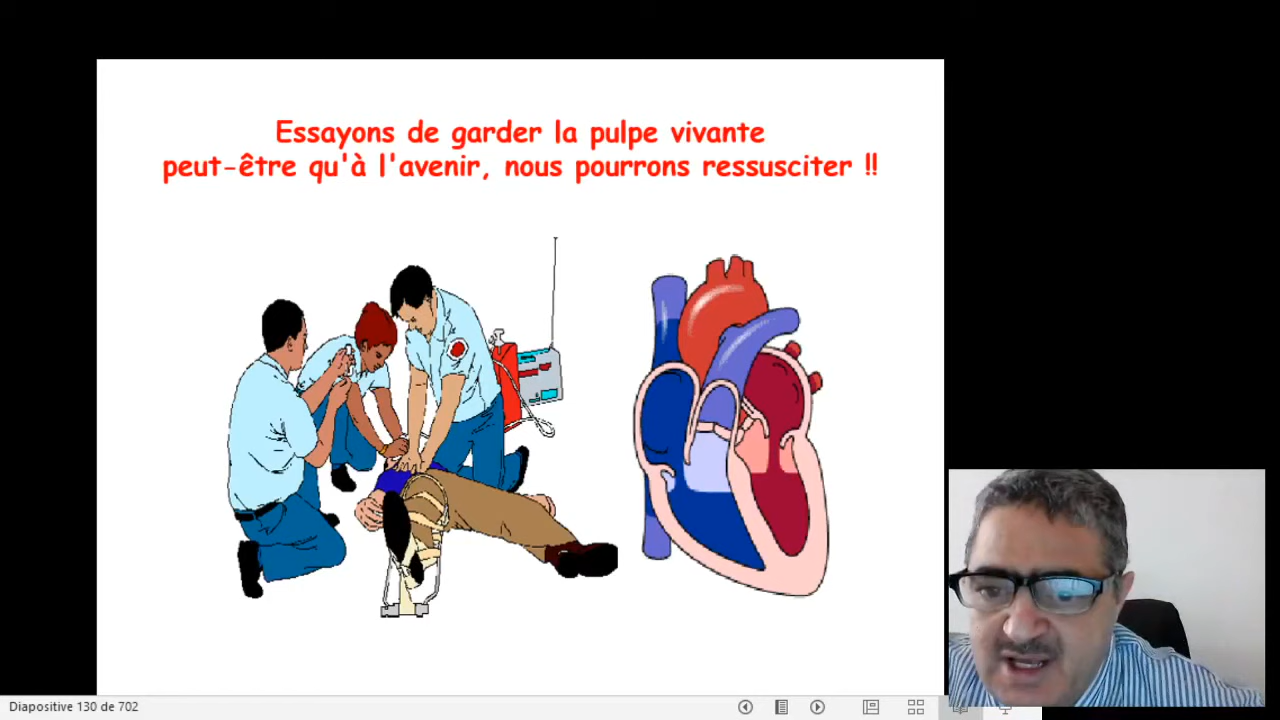 Essayons de garder la pulpe vivante
peut-être qu'à l'avenir, nous pourrons ressusciter !!
Diapositive 130 de 702